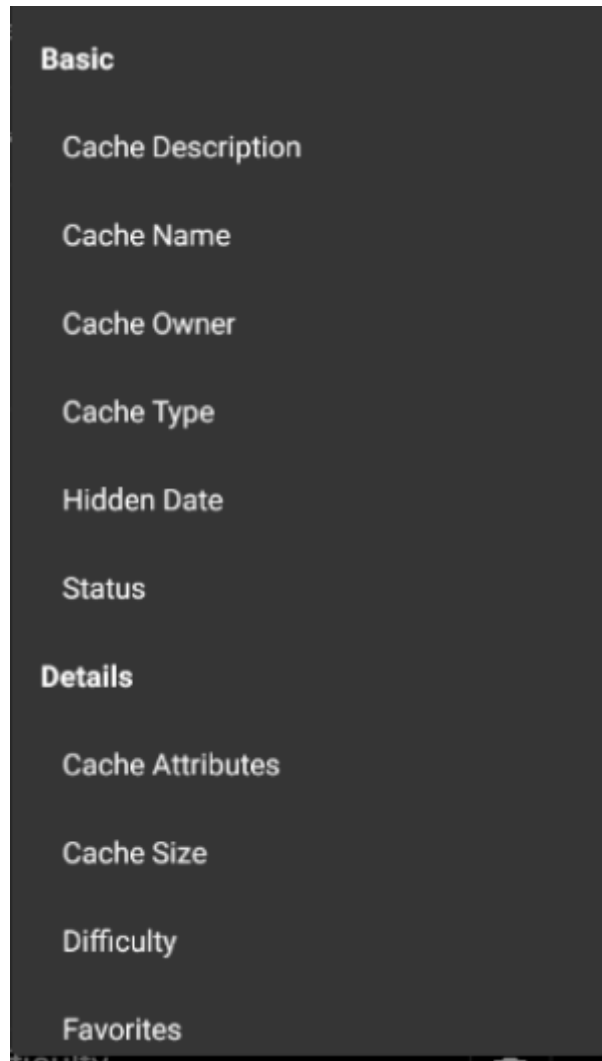 Basic
Cache Description
Cache Name
Cache Owner
Cache Type
Hidden Date
Status
Details
Cache Attributes
Cache Size
Difficulty
Favorites